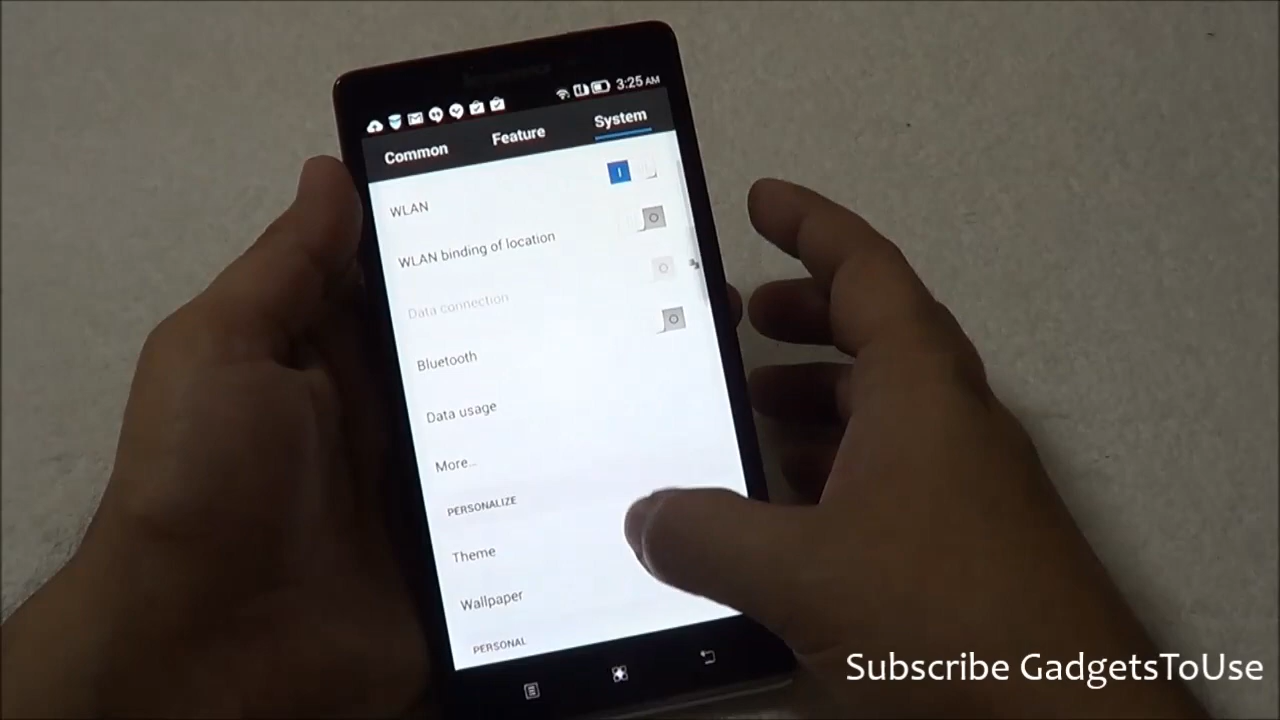 3:25 AM
Common Feature System
WLAN
WLAN binding of location
Data connection
Bluetooth
Data usage
More...
PERSONALIZE
Theme
Wallpaper
PERSONAL
Subscribe GadgetsToUse